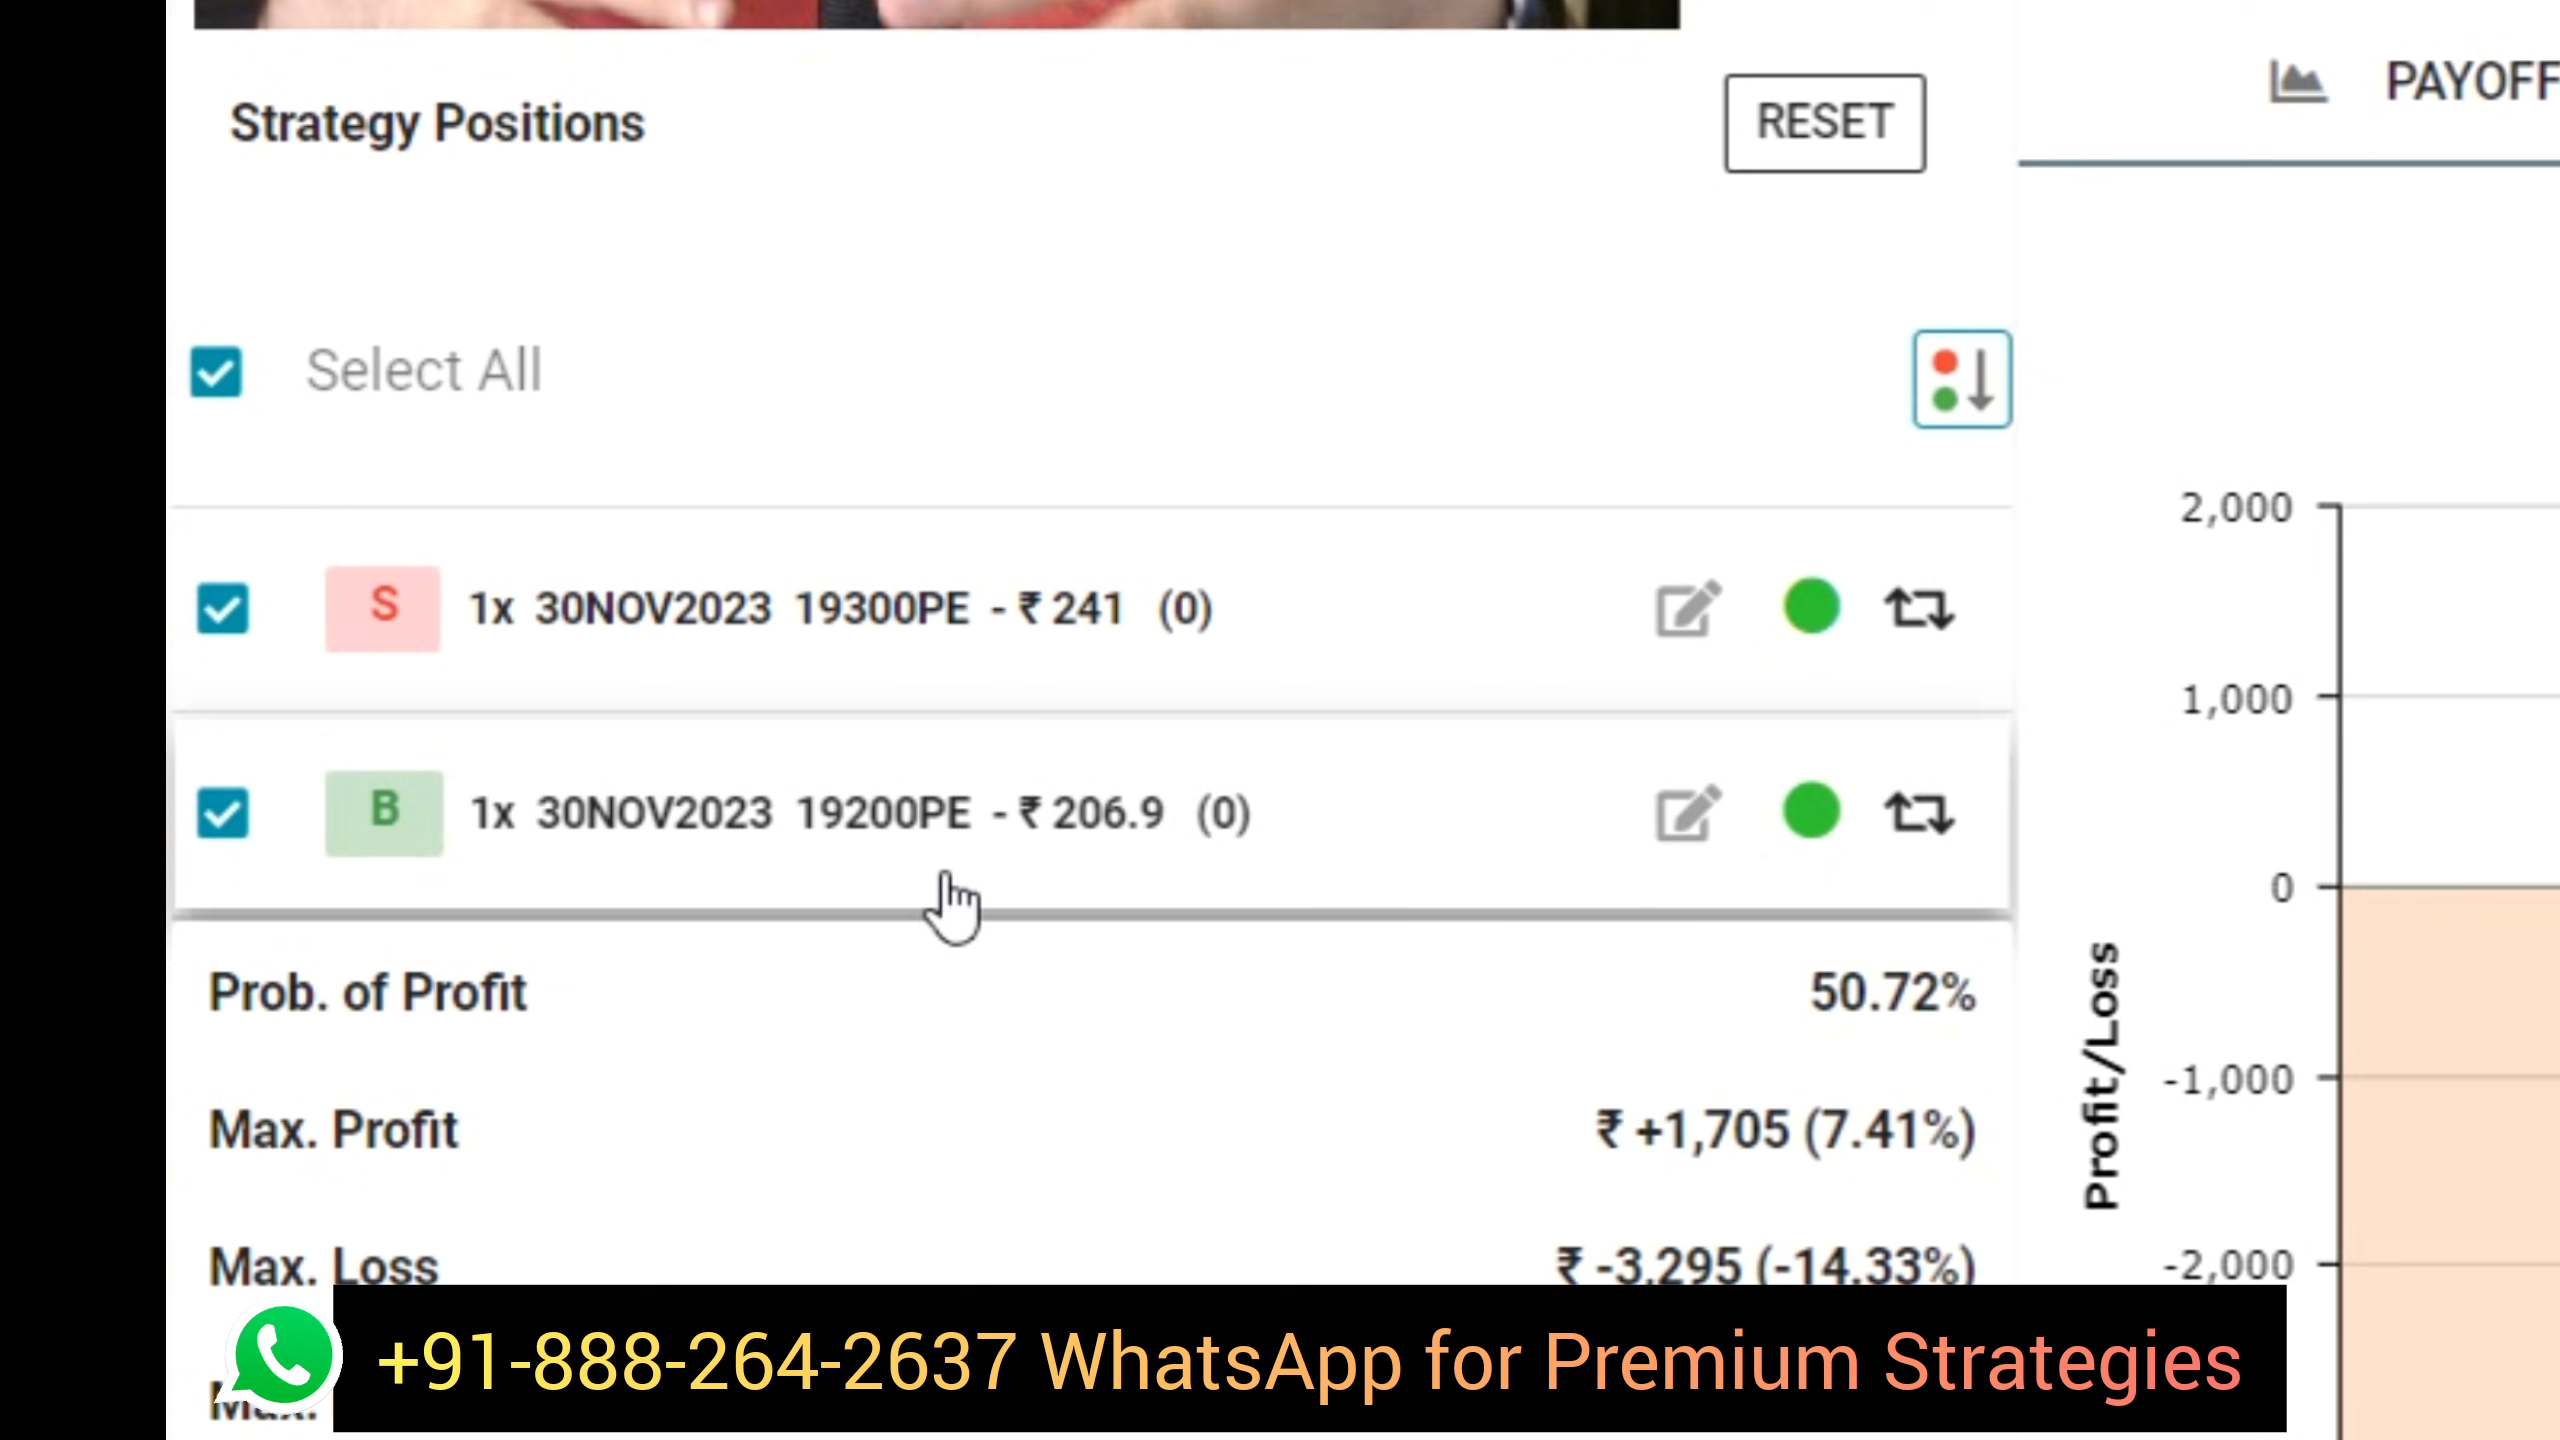 Strategy Positions
RESET
PAYOFF
Select All
S 1x 30NOV2023 19300PE - ₹ 241 (0)
B 1x 30NOV2023 19200PE - ₹ 206.9 (0)
Prob. of Profit 50.72%
Max. Profit ₹ +1,705 (7.41%)
Max. Loss ₹ -3,295 (-14.33%)
Max.
2,000
1,000
0
-1,000
-2,000
Profit/Loss
+91-888-264-2637 WhatsApp for Premium Strategies